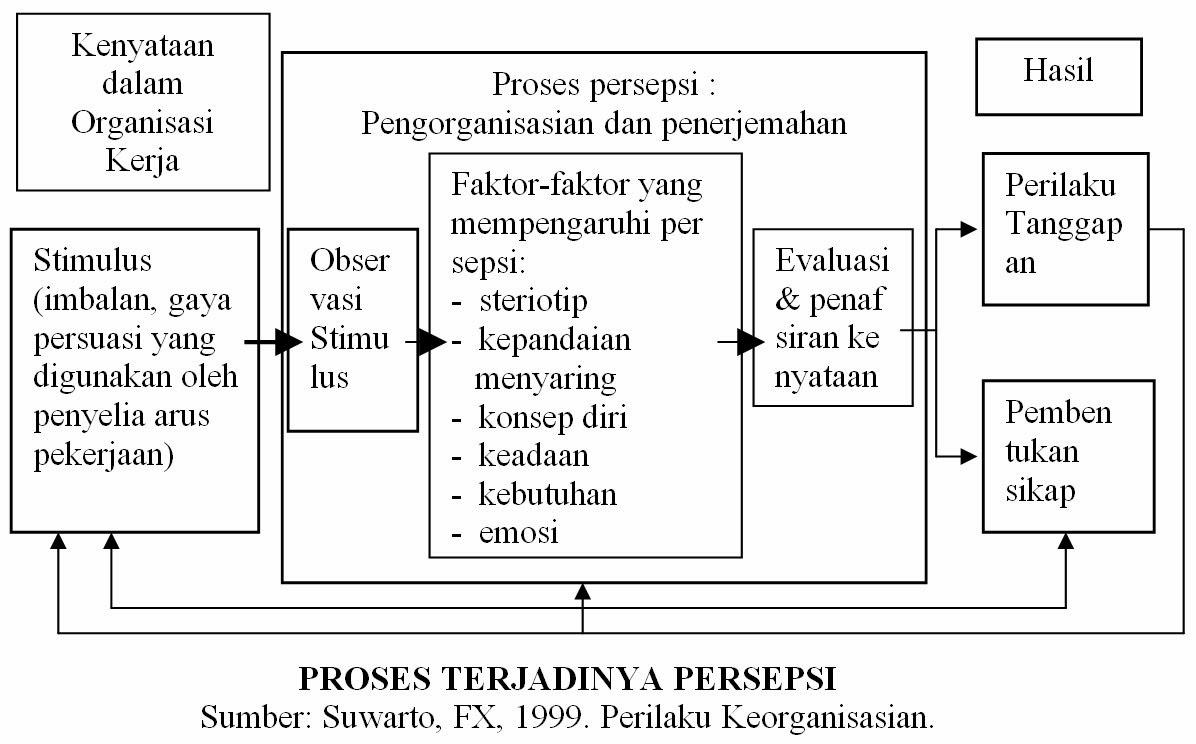 Kenyataan
dalam
Organisasi
Kerja
Proses persepsi :
Pengorganisasian dan penerjemahan
Hasil
Stimulus
(imbalan, gaya
persuasi yang
digunakan oleh
penyelia arus
pekerjaan)
Obser
vasi
Stimu
lus
Faktor-faktor yang
mempengaruhi per
sepsi:
- steriotip
- kepandaian
menyaring
- konsep diri
- keadaan
- kebutuhan
- emosi
Evaluasi
& penaf
siran ke
nyataan
Perilaku
Tanggap
an
Pemben
tukan
sikap
PROSES TERJADINYA PERSEPSI
Sumber: Suwarto, FX, 1999. Perilaku Keorganisasian.